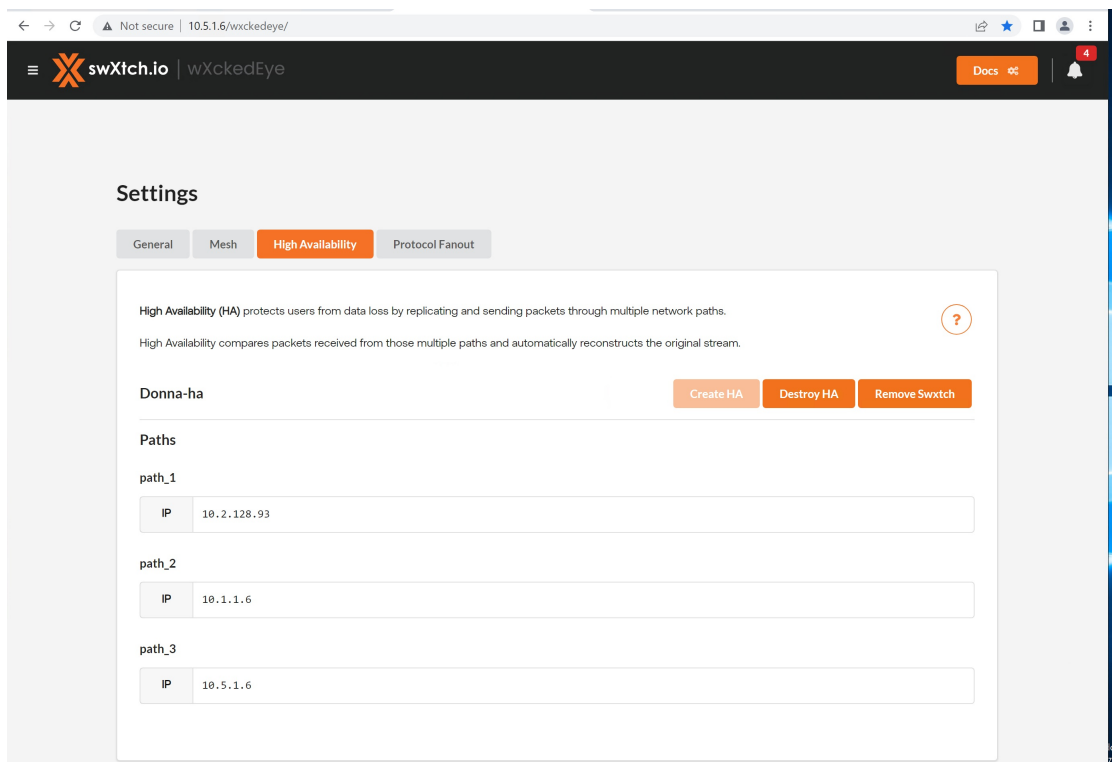 Not secure | 10.5.1.6/wxckedeye/
swXtch.io | wXckedEye
Docs
4
Settings
General
Mesh
High Availability
Protocol Fanout
High Availability (HA) protects users from data loss by replicating and sending packets through multiple network paths.
?
High Availability compares packets received from those multiple paths and automatically reconstructs the original stream.
Donna-ha
Create HA
Destroy HA
Remove Swxtch
Paths
path_1
IP
10.2.128.93
path_2
IP
10.1.1.6
path_3
IP
10.5.1.6